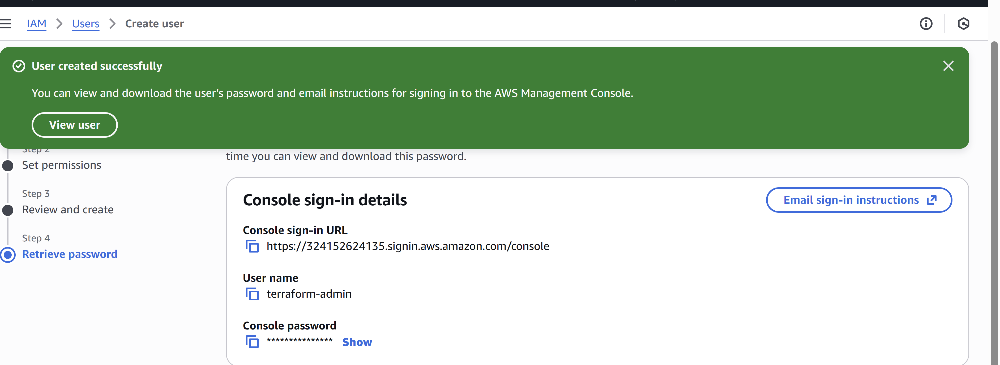 IAM > Users > Create user
User created successfully
You can view and download the user’s password and email instructions for signing in to the AWS Management Console.
View user
Step 2
Set permissions
Step 3
Review and create
Step 4
Retrieve password
time you can view and download this password.
Console sign-in details
Email sign-in instructions
Console sign-in URL
https://324152624135.signin.aws.amazon.com/console
User name
terraform-admin
Console password
*************** Show